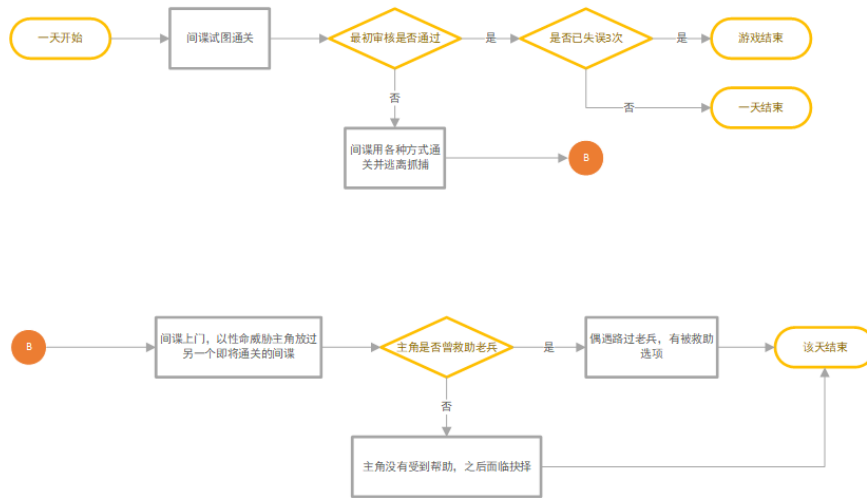 一天开始
间谍试图通关
最初审核是否通过
是
是否已失误3次
是
游戏结束
否
否
一天结束
间谍用各种方式通
关并逃离抓捕
B
B
间谍上门，以性命威胁主角放过
另一个即将通关的间谍
主角是否曾救助老兵
是
偶遇路过老兵，有被救助
选项
该天结束
否
主角没有受到帮助，之后面临抉择